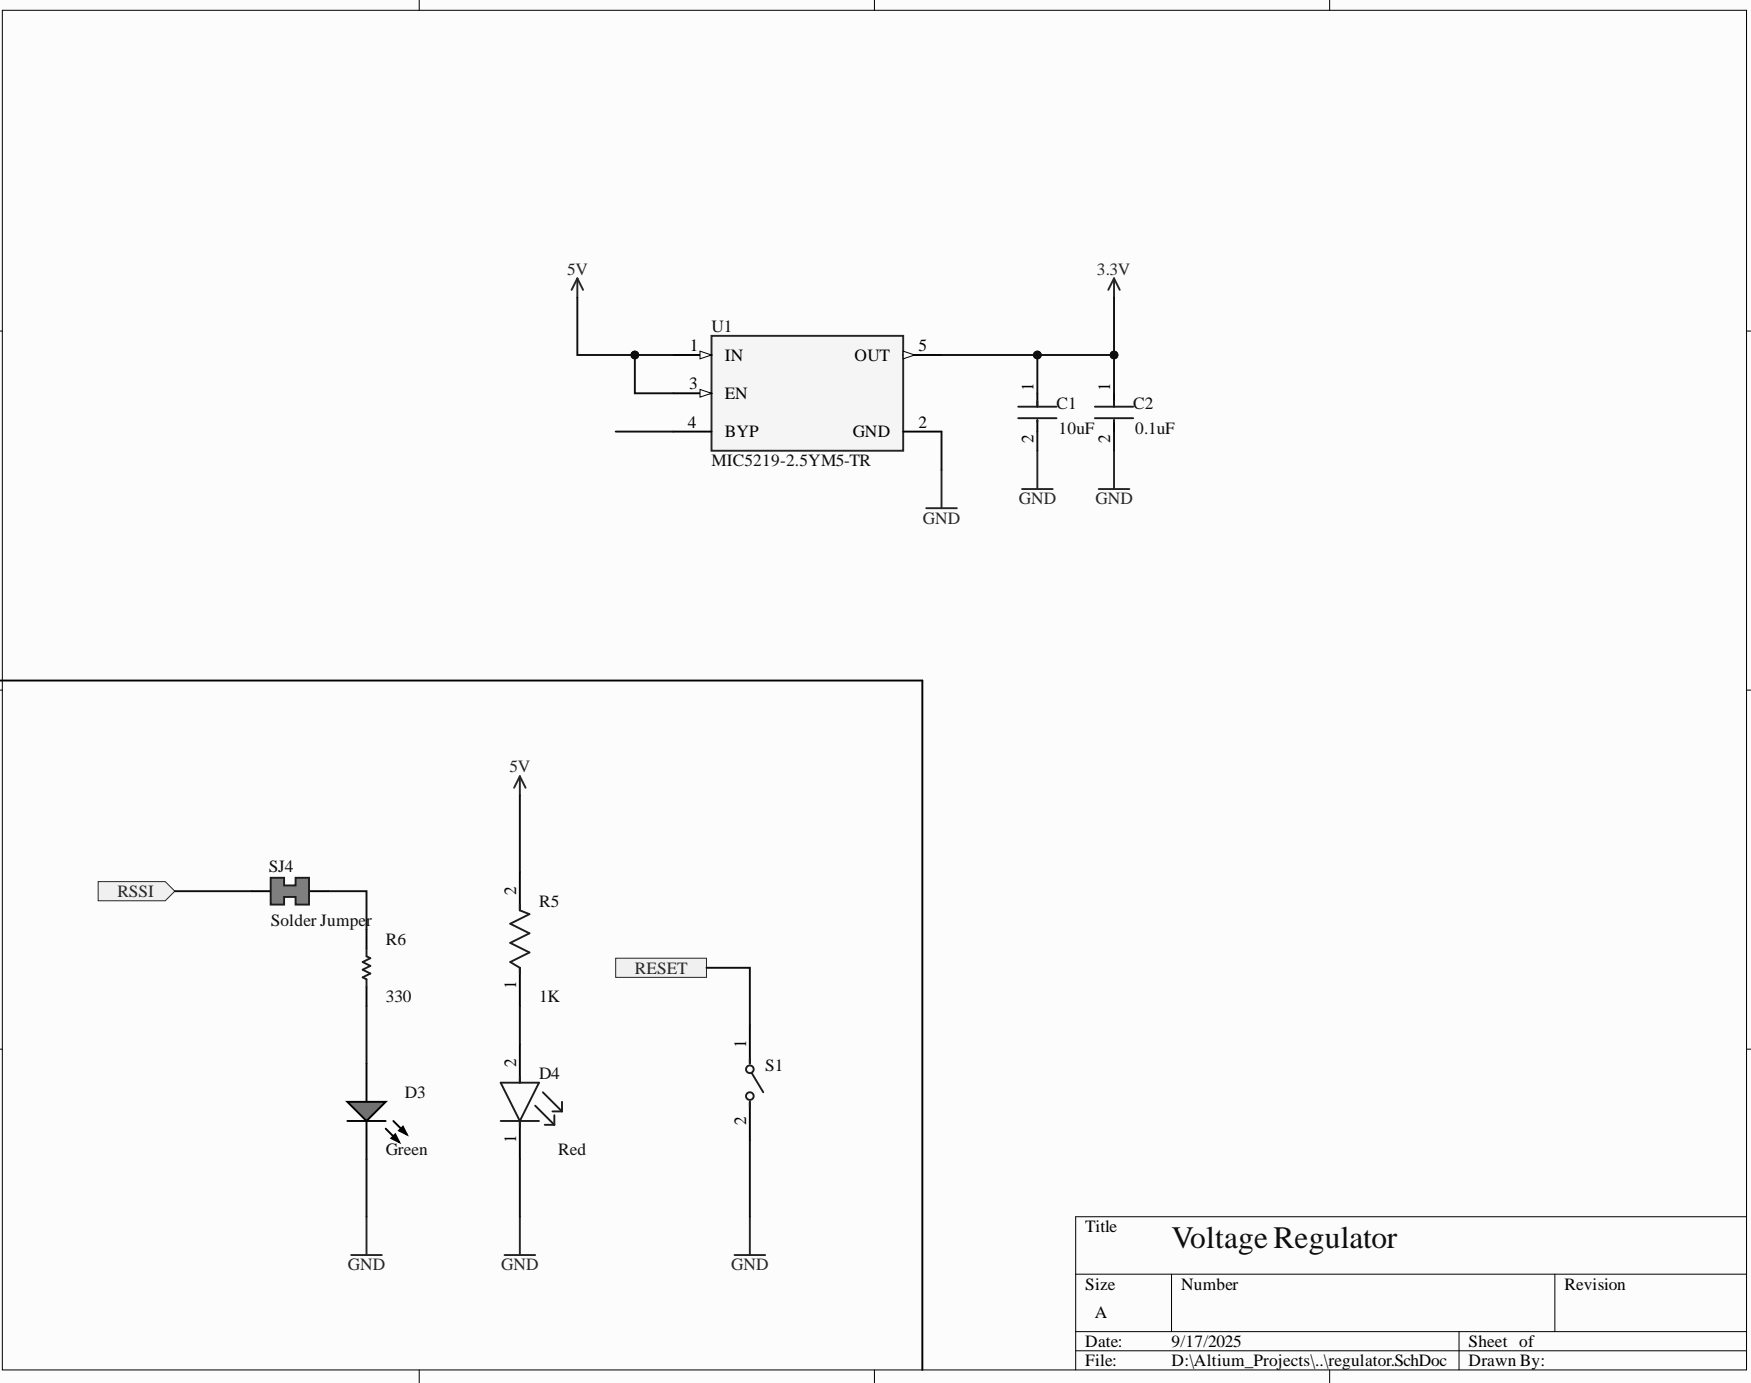 5V
3.3V
U1
1 IN OUT 5
3 EN
4 BYP GND 2
MIC5219-2.5YM5-TR
1 C1
10uF
2
1 C2
0.1uF
2
GND
GND
GND
5V
SJ4
RSSI
Solder Jumper
R6
330
D3
Green
GND
2
R5
1
1K
2
D4
1
Red
GND
RESET
1
S1
2
GND
Title Voltage Regulator
Size Number Revision
A
Date: 9/17/2025 Sheet of
File: D:\Altium_Projects\..\regulator.SchDoc Drawn By: